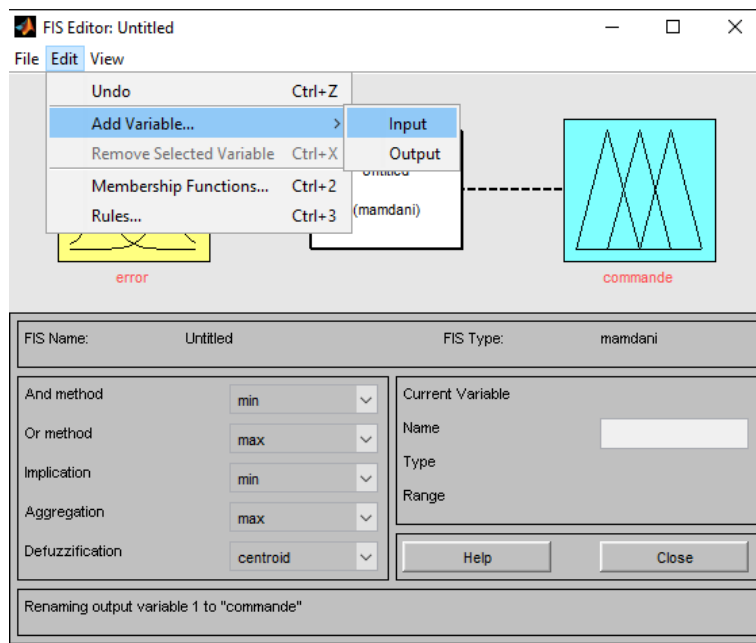 FIS Editor: Untitled
File Edit View
Undo Ctrl+Z
Add Variable... > Input
Remove Selected Variable Ctrl+X Output
Membership Functions... Ctrl+2
Rules... Ctrl+3
Untitled
(mamdani)
error
commande
FIS Name: Untitled FIS Type: mamdani
And method min
Or method max
Implication min
Aggregation max
Defuzzification centroid
Current Variable
Name
Type
Range
Help Close
Renaming output variable 1 to "commande"